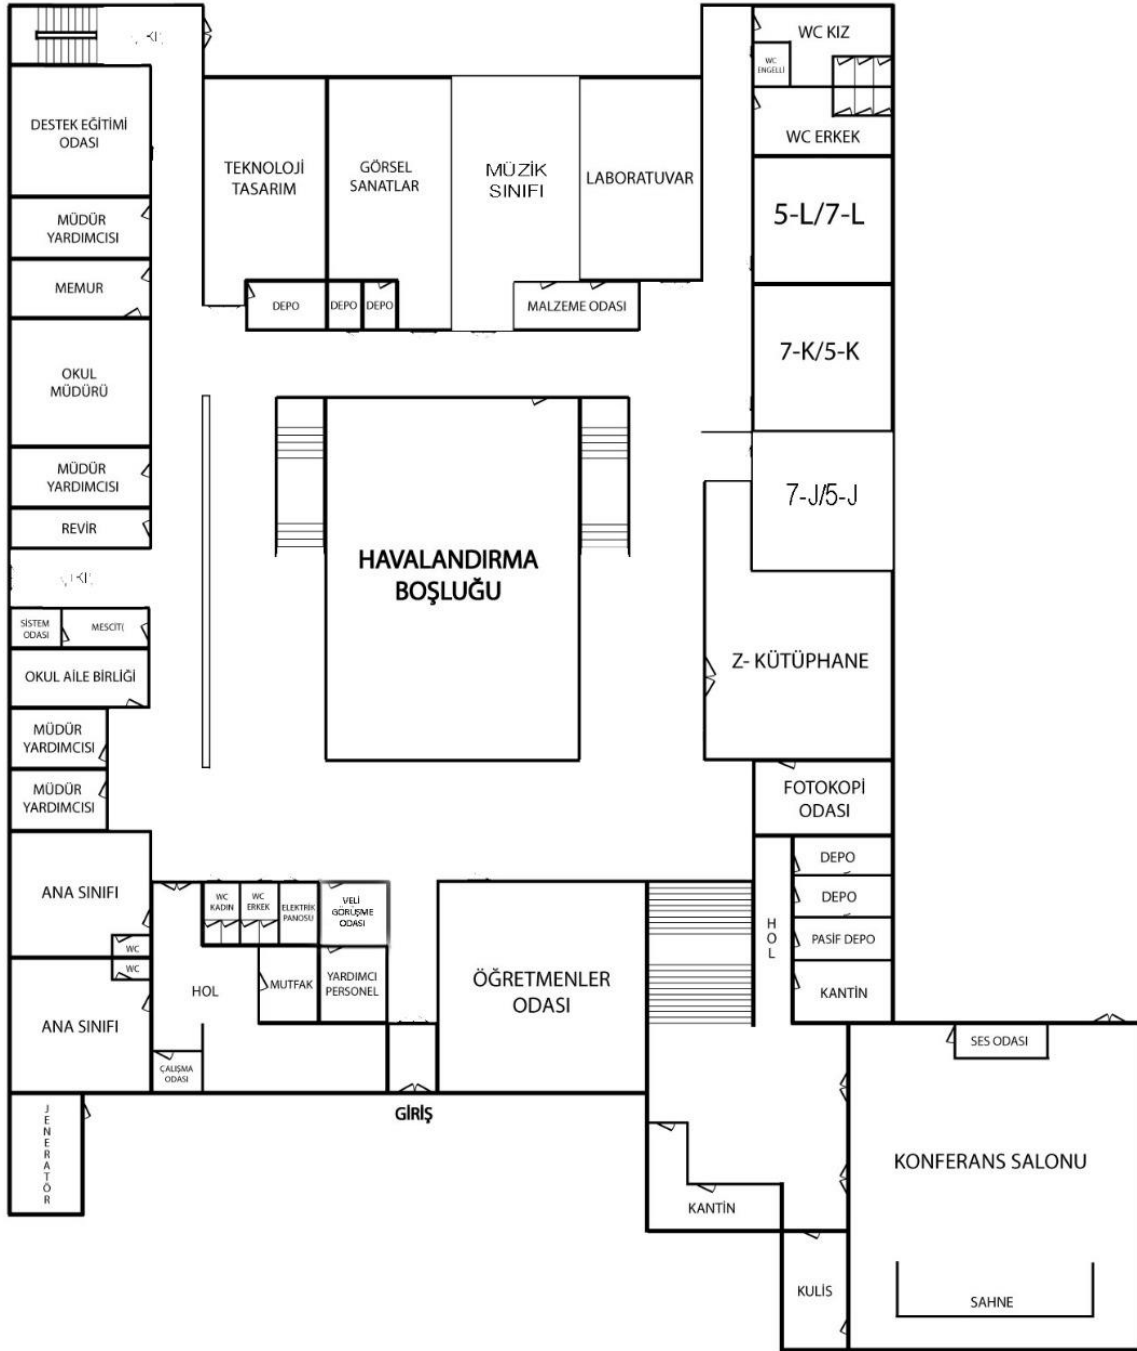 WC KIZ
WC
ENGELLİ
WC ERKEK
DESTEK EĞİTİMİ
ODASI
TEKNOLOJİ
TASARIM
GÖRSEL
SANATLAR
MÜZİK
SINIFI
LABORATUVAR
5-L/7-L
MÜDÜR
YARDIMCISI
MEMUR
DEPO
DEPO
DEPO
MALZEME ODASI
7-K/5-K
OKUL
MÜDÜRÜ
MÜDÜR
YARDIMCISI
7-J/5-J
REVİR
HAVALANDIRMA
BOŞLUĞU
SİSTEM
ODASI
MESCİT(
OKUL AİLE BİRLİĞİ
Z- KÜTÜPHANE
MÜDÜR
YARDIMCISI
MÜDÜR
YARDIMCISI
FOTOKOPİ
ODASI
ANA SINIFI
WC
WC
ANA SINIFI
HOL
WC
KADIN
WC
ERKEK
ELEKTRİK
PANOSU
VELİ
GÖRÜŞME
ODASI
MUTFAK
YARDIMCI
PERSONEL
ÇALIŞMA
ODASI
ÖĞRETMENLER
ODASI
HOL
DEPO
DEPO
PASİF DEPO
KANTİN
SES ODASI
JENERATÖR
GİRİŞ
KONFERANS SALONU
KANTİN
KULİS
SAHNE